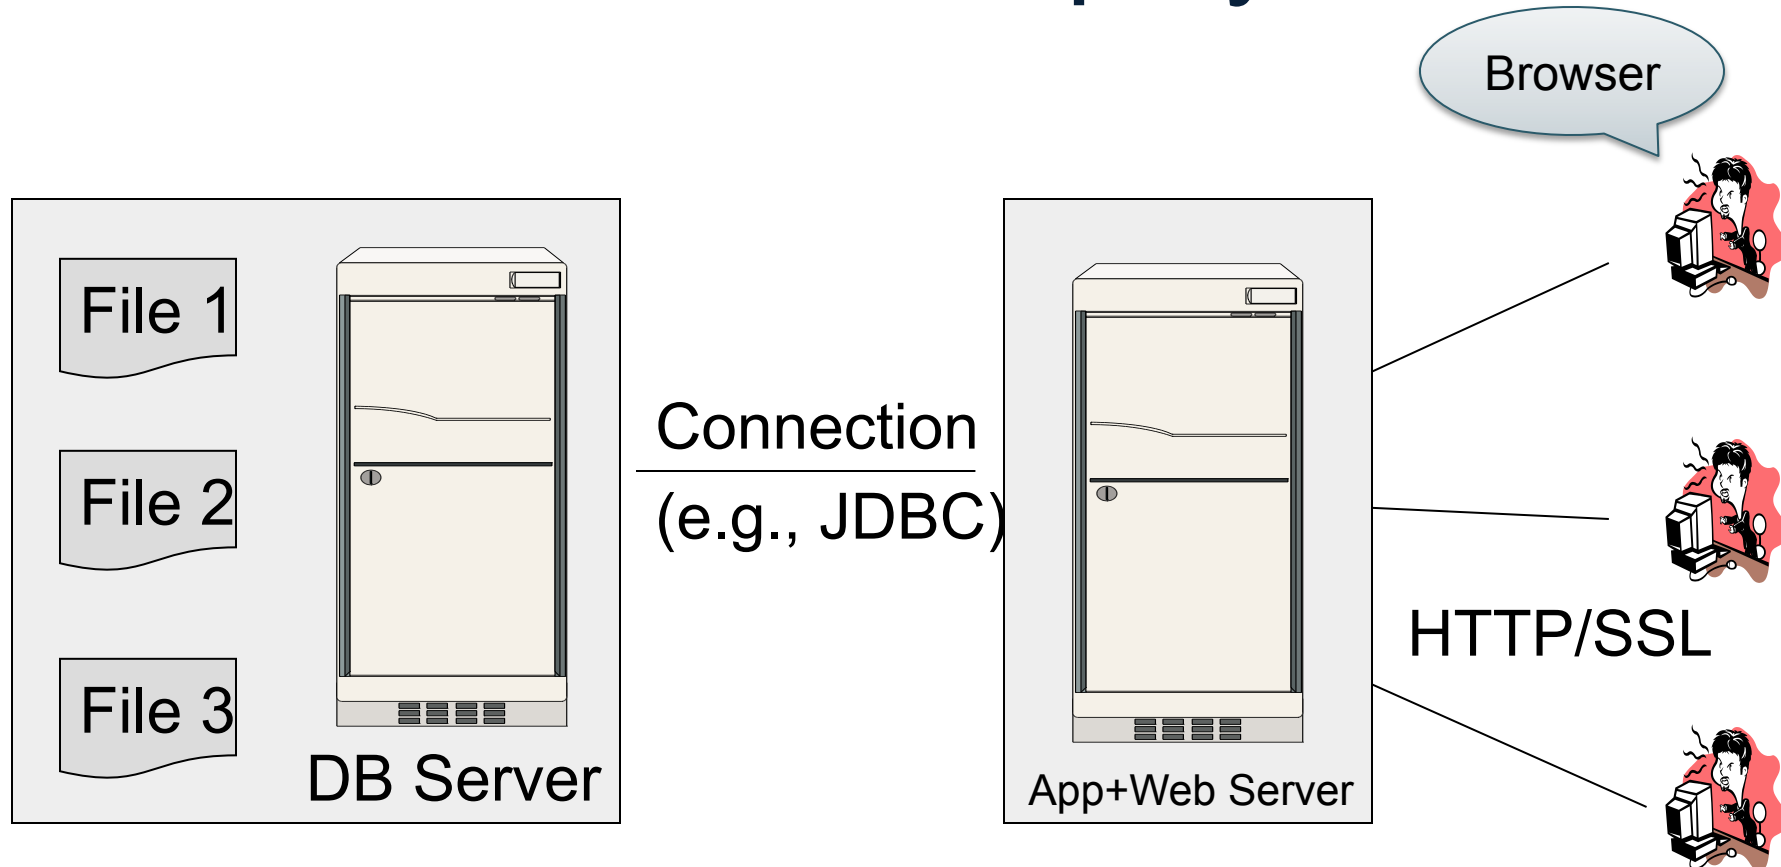 Browser
File 1
File 2
File 3
DB Server
Connection
(e.g., JDBC)
App+Web Server
HTTP/SSL